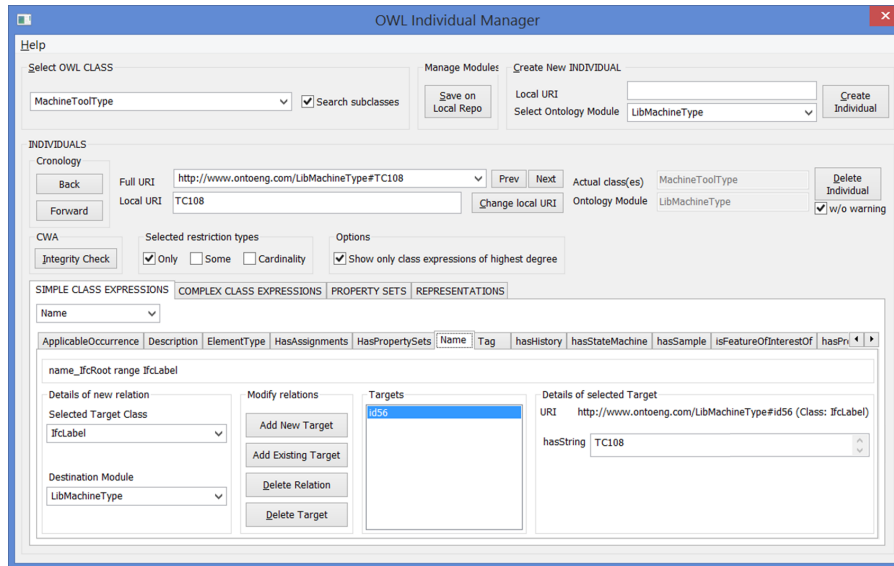 OWL Individual Manager
Help
Select OWL CLASS
MachineToolType
Search subclasses
Manage Modules
Save on
Local Repo
Create New INDIVIDUAL
Local URI
Select Ontology Module LibMachineType
Create
Individual
INDIVIDUALS
Cronology
Back
Forward
Full URI http://www.ontoeng.com/LibMachineType#TC108 Prev Next
Local URI TC108 Change local URI
Actual class(es) MachineToolType
Ontology Module LibMachineType
Delete
Individual
w/o warning
CWA
Integrity Check
Selected restriction types
Only Some Cardinality
Options
Show only class expressions of highest degree
SIMPLE CLASS EXPRESSIONS COMPLEX CLASS EXPRESSIONS PROPERTY SETS REPRESENTATIONS
Name
ApplicableOccurrence Description ElementType HasAssignments HasPropertySets Name Tag hasHistory hasStateMachine hasSample isFeatureOfInterestOf
name_IfcRoot range IfcLabel
Details of new relation
Selected Target Class
IfcLabel
Destination Module
LibMachineType
Modify relations
Add New Target
Add Existing Target
Delete Relation
Delete Target
Targets
id56
Details of selected Target
URI http://www.ontoeng.com/LibMachineType#id56 (Class: IfcLabel)
hasString TC108